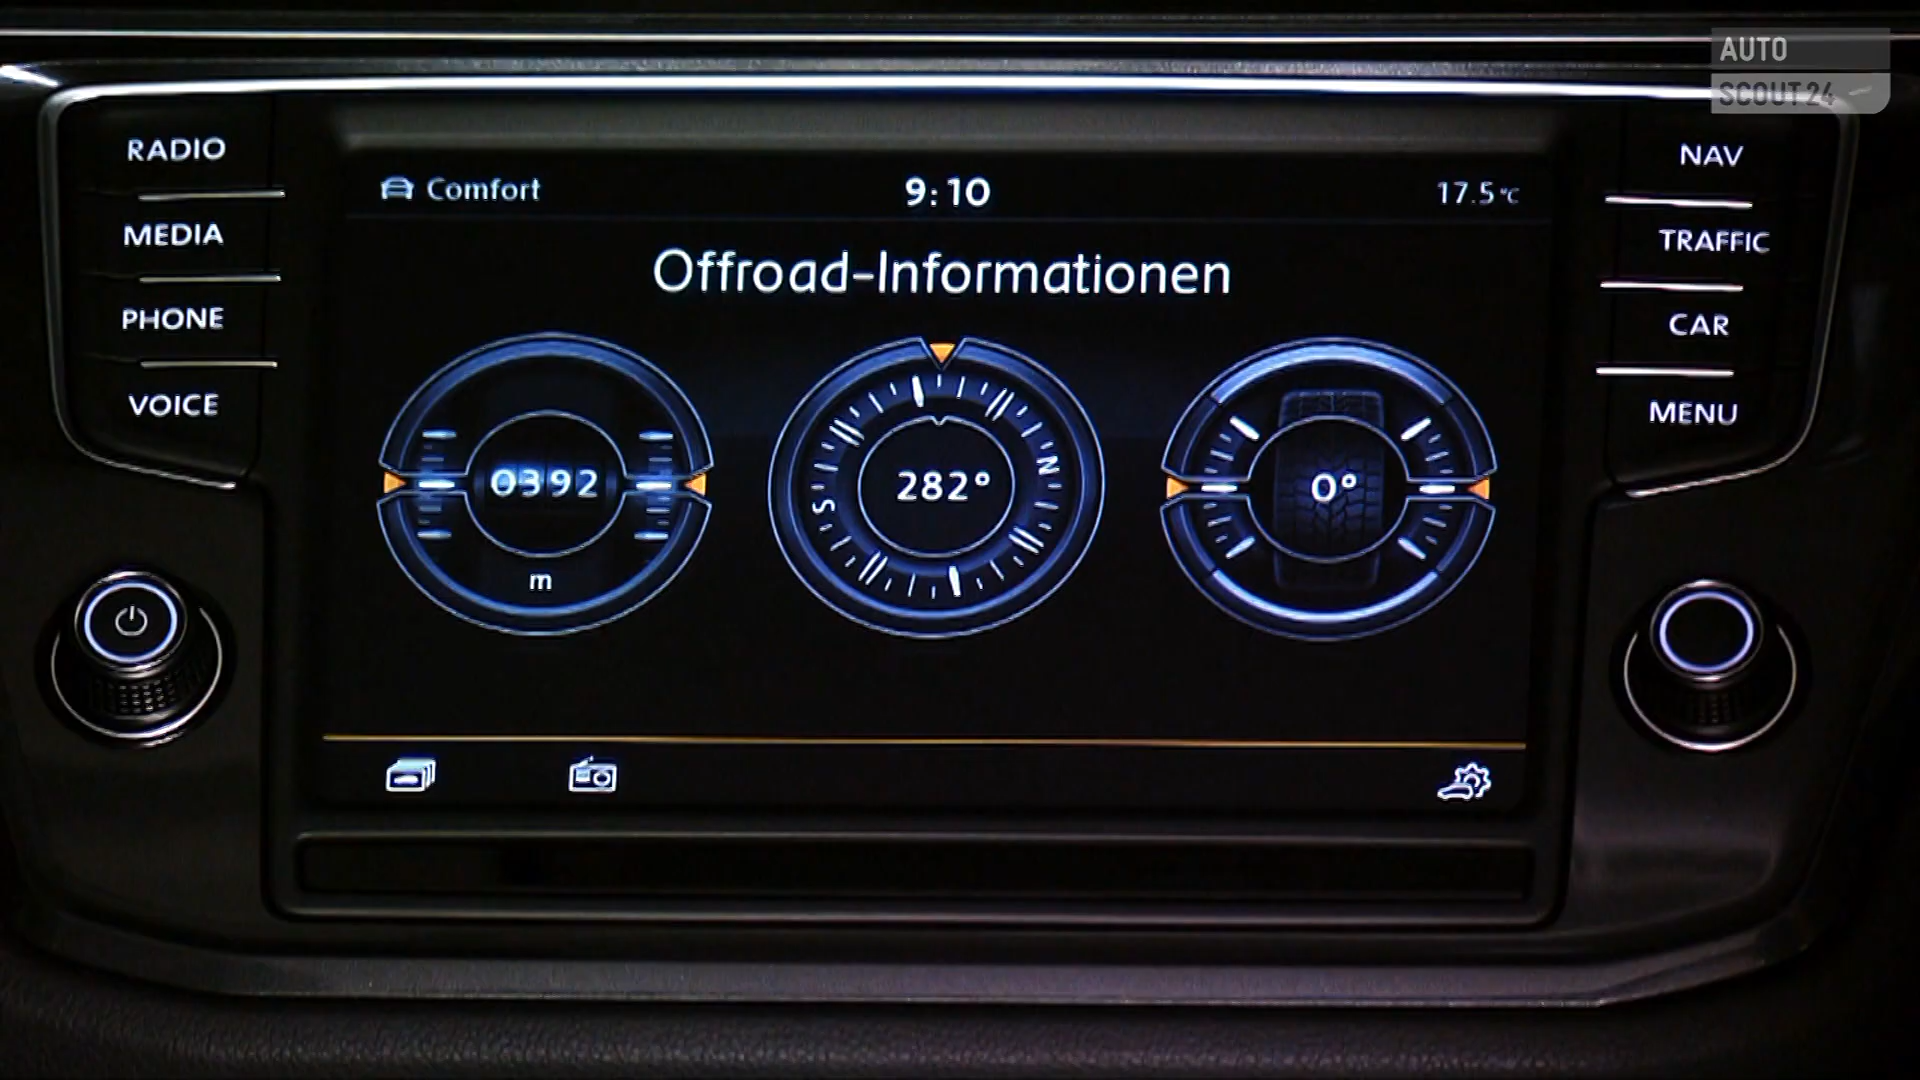 AUTO
SCOUT24
RADIO
MEDIA
PHONE
VOICE
Comfort
9:10
17.5°C
Offroad-Informationen
0392
m
282°
N
S
0°
NAV
TRAFFIC
CAR
MENU